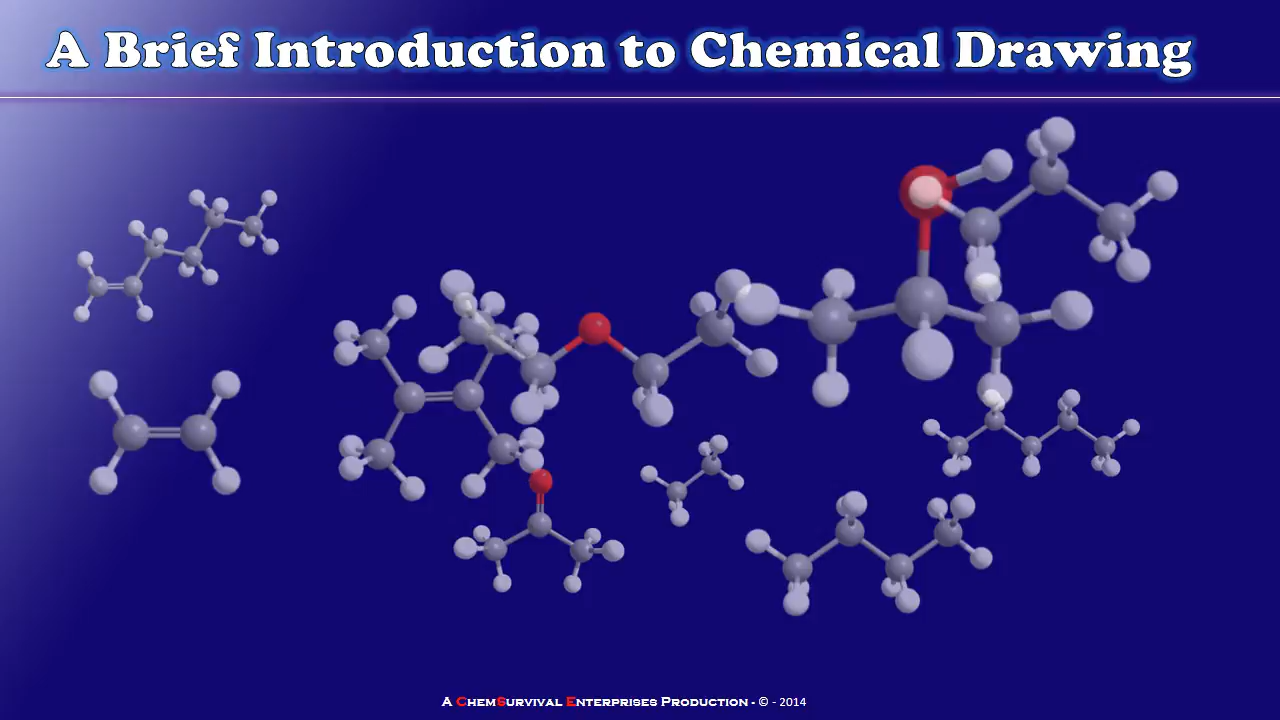 A Brief Introduction to Chemical Drawing
A ChemSurvival Enterprises Production - © - 2014